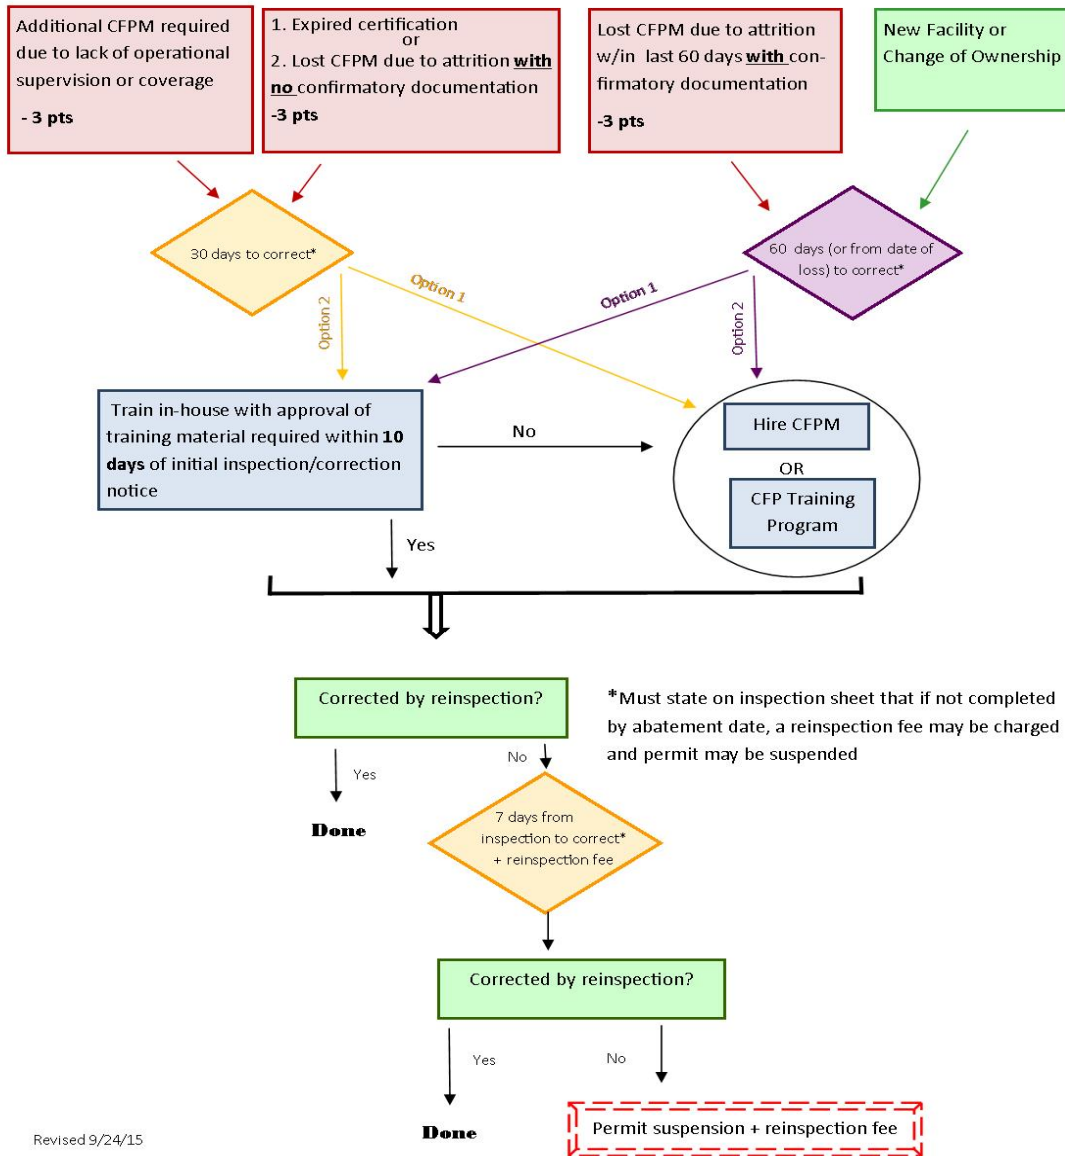 Additional CFPM required
due to lack of operational
supervision or coverage
- 3 pts
1. Expired certification
or
2. Lost CFPM due to attrition with
no confirmatory documentation
-3 pts
Lost CFPM due to attrition
w/in last 60 days with con-
firmatory documentation
-3 pts
New Facility or
Change of Ownership
30 days to correct*
60 days (or from date of
loss) to correct*
Option 2
Option 1
Option 1
Option 2
Train in-house with approval of
training material required within 10
days of initial inspection/correction
notice
No
Hire CFPM
OR
CFP Training
Program
Yes
Corrected by reinspection?
*Must state on inspection sheet that if not completed
by abatement date, a reinspection fee may be charged
and permit may be suspended
Yes
No
Done
7 days from
inspection to correct*
+ reinspection fee
Corrected by reinspection?
Yes
No
Done
Permit suspension + reinspection fee
Revised 9/24/15